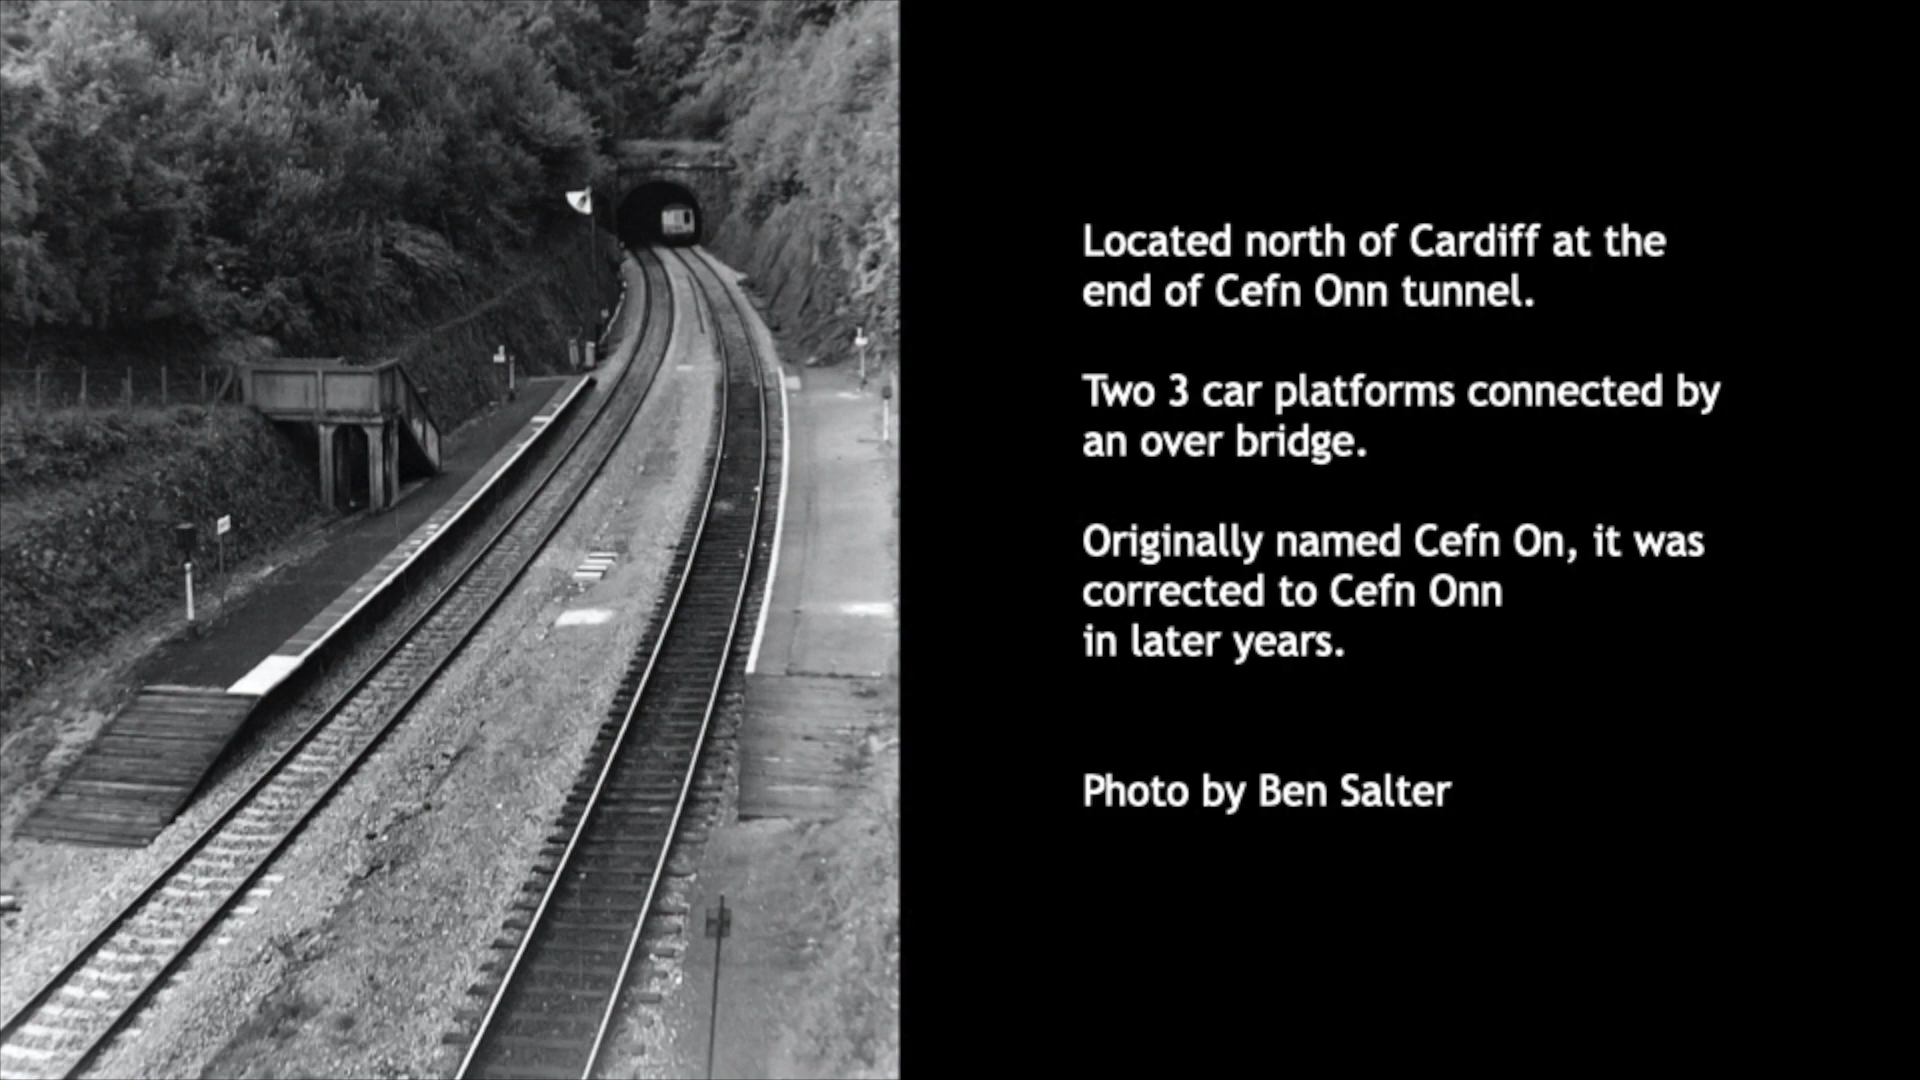 Located north of Cardiff at the
end of Cefn Onn tunnel.
Two 3 car platforms connected by
an over bridge.
Originally named Cefn On, it was
corrected to Cefn Onn
in later years.
Photo by Ben Salter